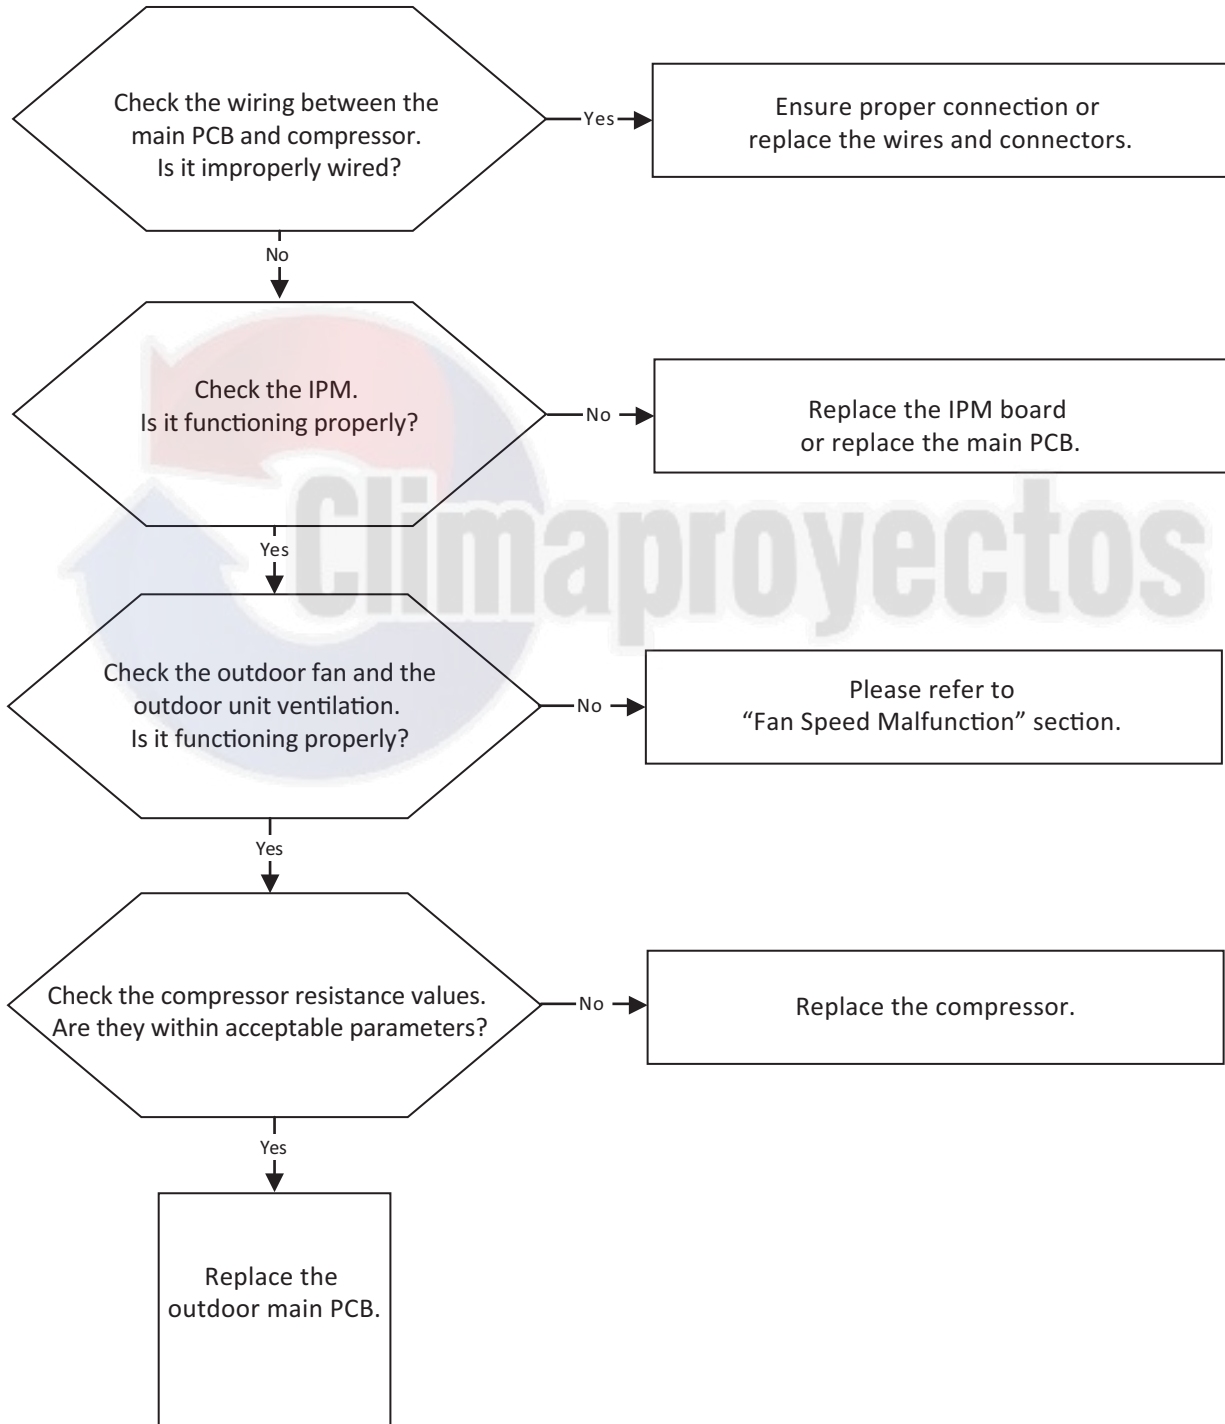 Check the wiring between the
main PCB and compressor.
Is it improperly wired?
Yes
Ensure proper connection or
replace the wires and connectors.
No
Check the IPM.
Is it functioning properly?
No
Replace the IPM board
or replace the main PCB.
Climaproyectos
Yes
Check the outdoor fan and the
outdoor unit ventilation.
Is it functioning properly?
No
Please refer to
“Fan Speed Malfunction” section.
Yes
Check the compressor resistance values.
Are they within acceptable parameters?
No
Replace the compressor.
Yes
Replace the
outdoor main PCB.